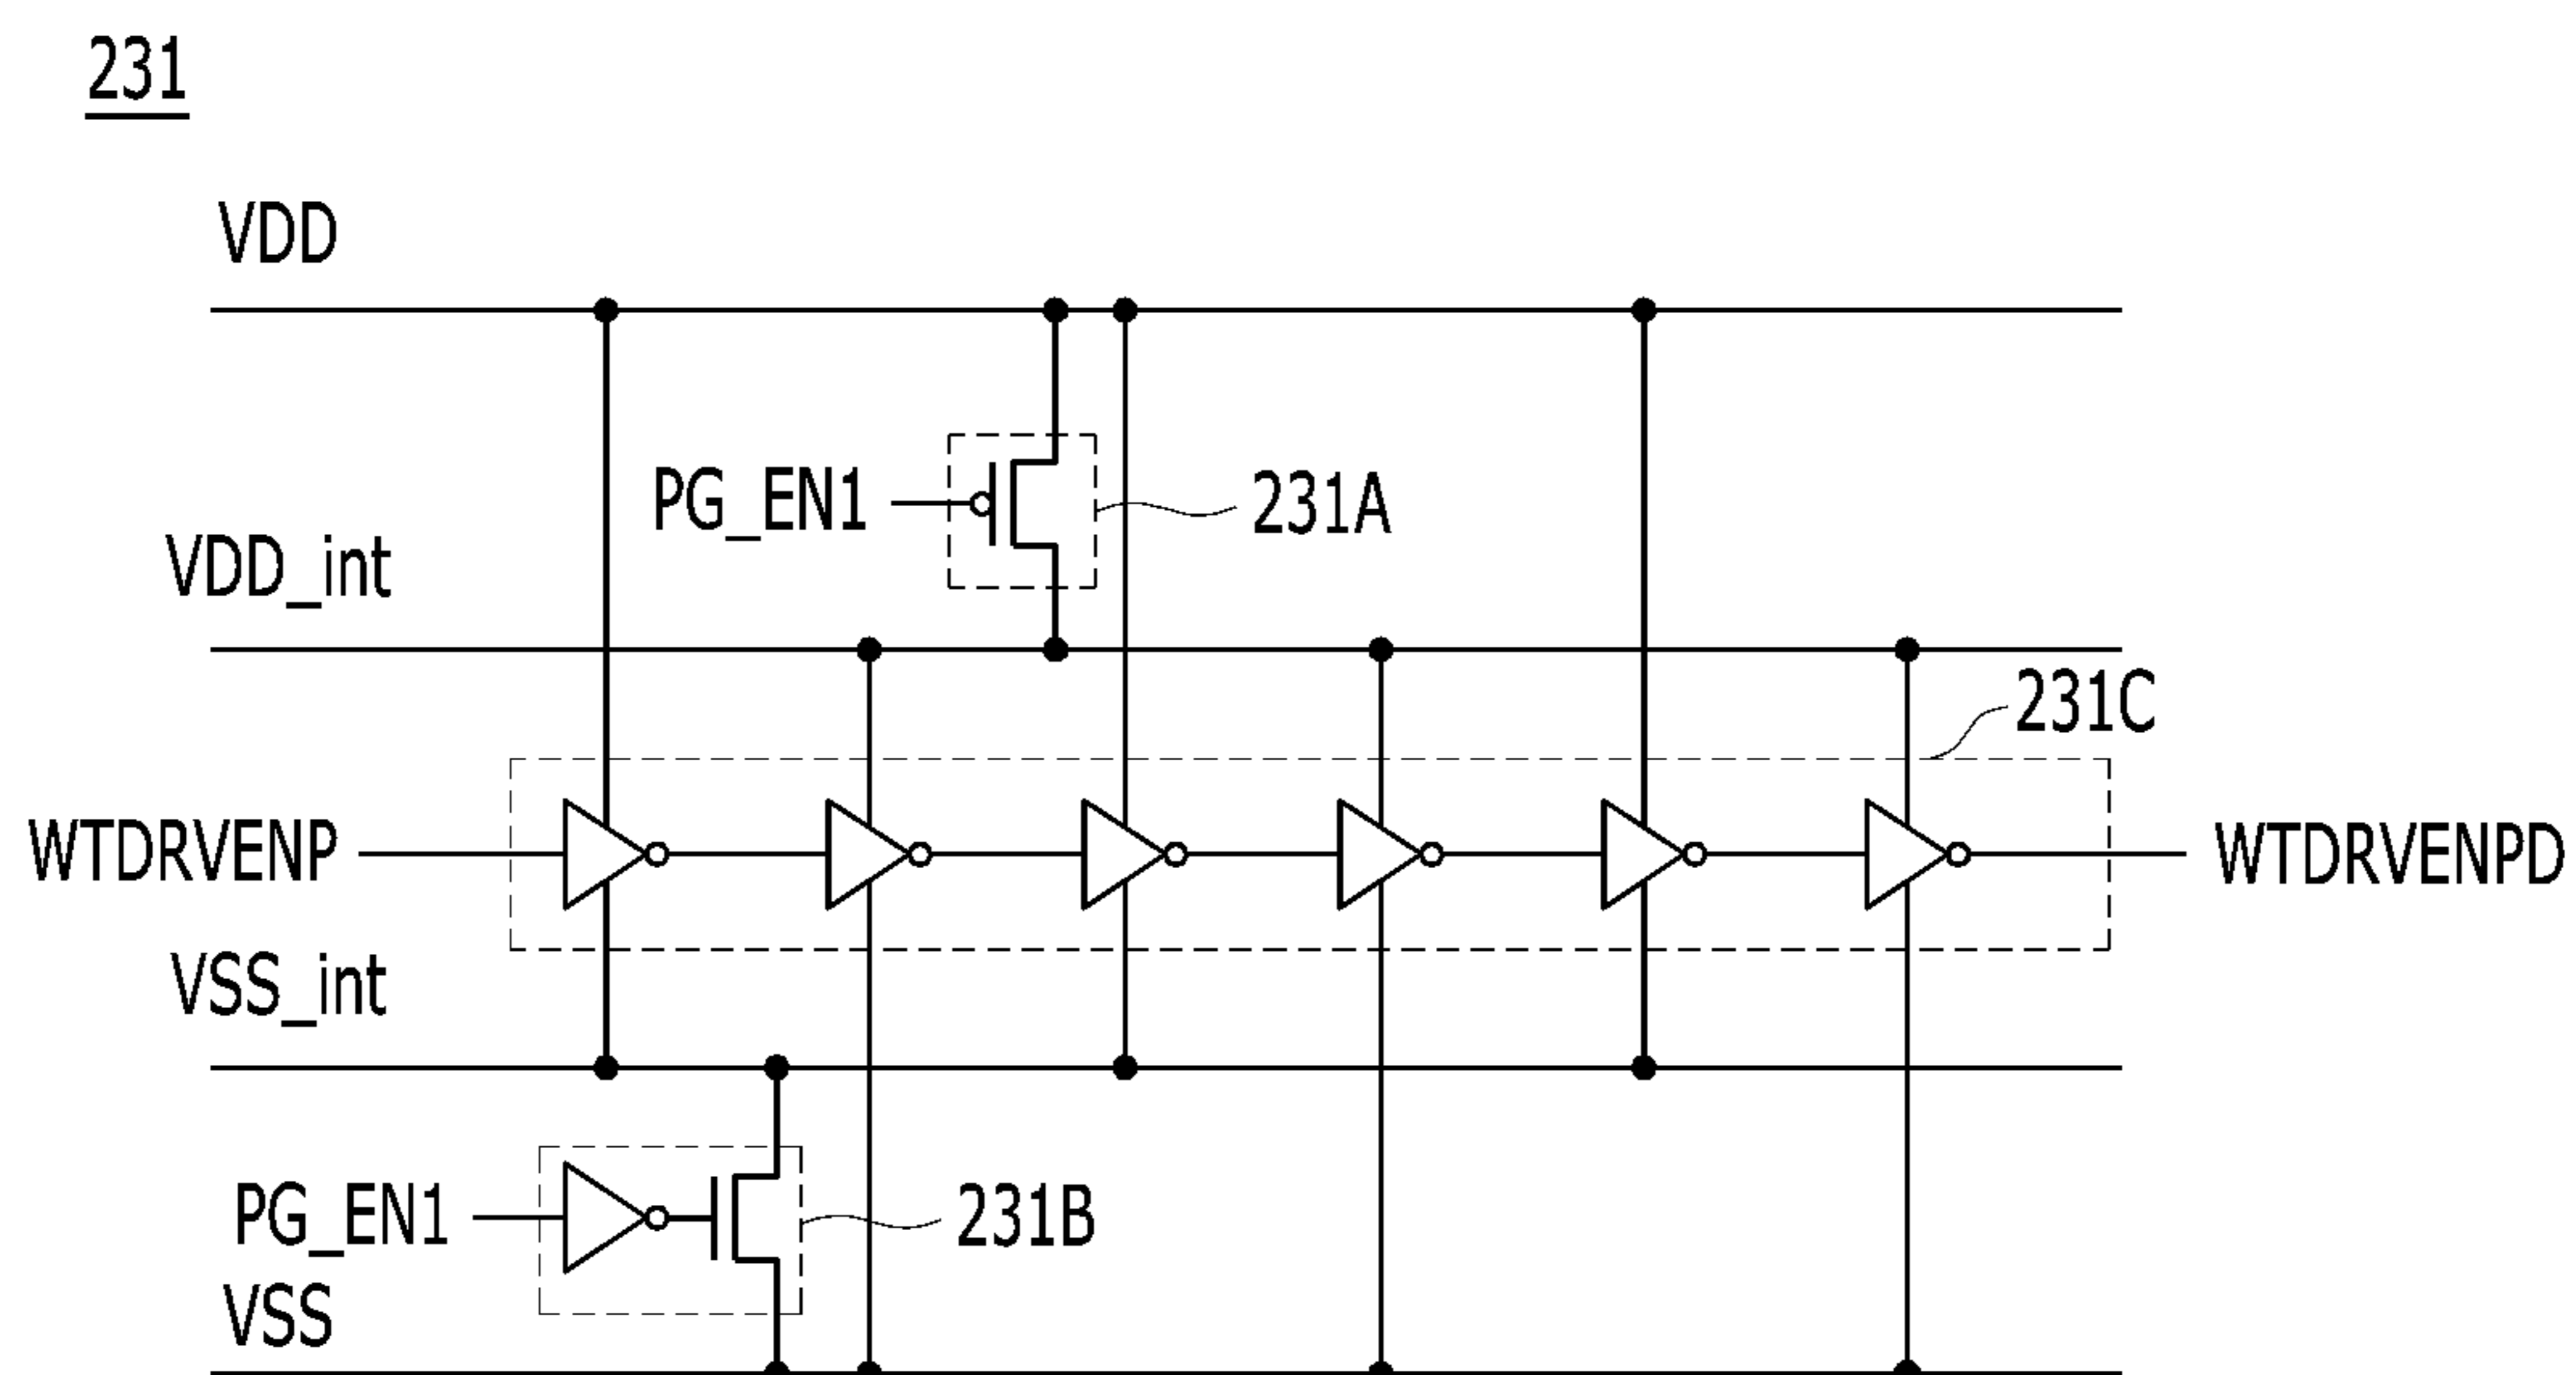 231
VDD
PG_EN1
231A
VDD_int
231C
WTDRVENP
WTDRVENPD
VSS_int
PG_EN1
231B
VSS